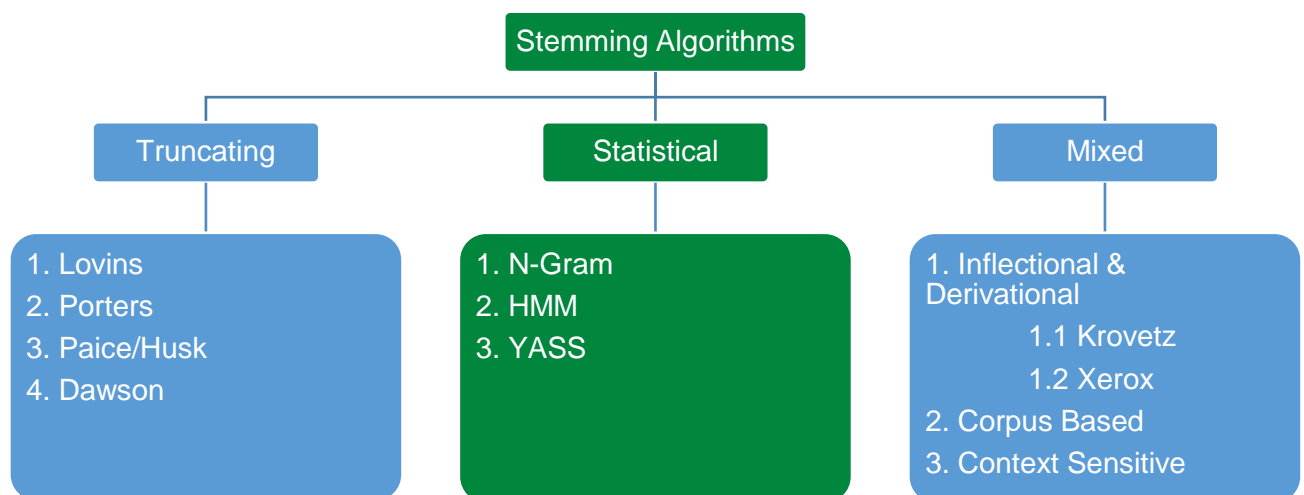 Stemming Algorithms
Truncating
Statistical
Mixed
1. Lovins
2. Porters
3. Paice/Husk
4. Dawson
1. N-Gram
2. HMM
3. YASS
1. Inflectional &
Derivational
1.1 Krovetz
1.2 Xerox
2. Corpus Based
3. Context Sensitive